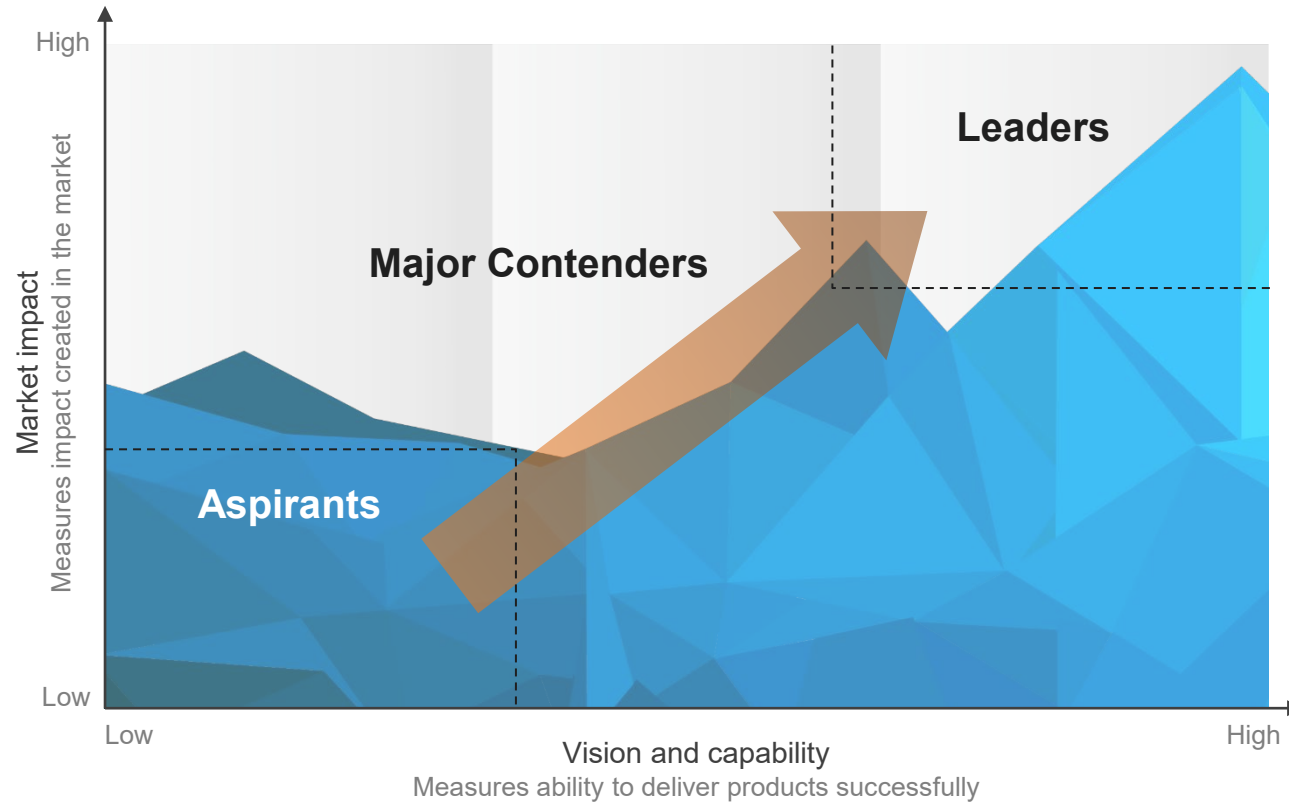 High
Leaders
Major Contenders
Market impact
Measures impact created in the market
Aspirants
Low
Low
High
Vision and capability
Measures ability to deliver products successfully